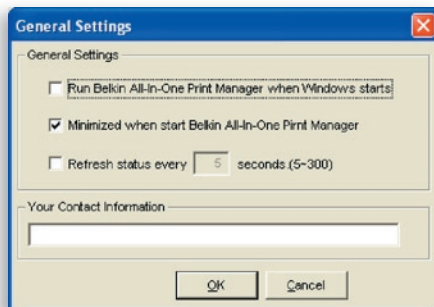 General Settings
General Settings
Run Belkin All-In-One Print Manager when Windows starts
Minimized when start Belkin All-In-One Pirnt Manager
Refresh status every 5 seconds.(5~300)
Your Contact Information
OK Cancel